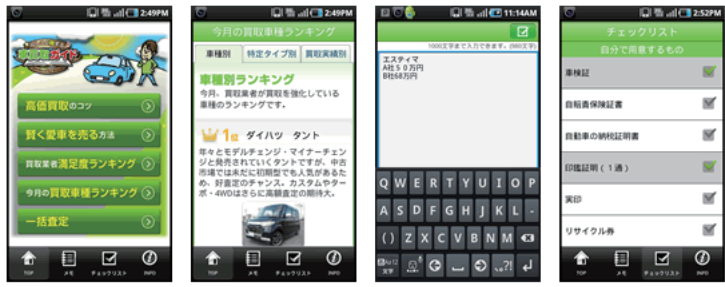 2:49PM
車買取ガイド
高価買取のコツ
賢く愛車を売る方法
買取業者満足度ランキング
今月の買取車種ランキング
一括査定
TOP
メモ
チェックリスト
INFO
2:49PM
今月の買取車種ランキング
車種別
特定タイプ別
買取実績別
車種別ランキング
今月、買取業者が買取を強化している
車種のランキングです。
1位 ダイハツ タント
年々とモデルチェンジ・マイナーチェン
ジと発売されていくタントですが、中古
市場では未だに初期型でも人気があるた
め、好査定のチャンス。カスタムやター
ボ・4WDはさらに高額査定の期待大。
TOP
メモ
チェックリスト
INFO
11:14AM
1000文字まで入力できます。(980文字)
エスティマ
A社50万円
B社68万円
Q W E R T Y U I O P
A S D F G H J K L -
( ) Z X C V B N M
文字
..?!
2:52PM
チェックリスト
自分で用意するもの
車検証
自賠責保険証書
自動車の納税証明書
印鑑証明(1通)
実印
リサイクル券
TOP
メモ
チェックリスト
INFO